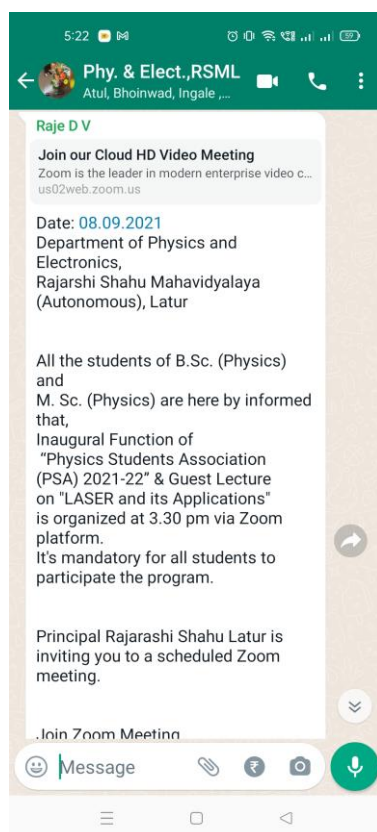 5:22
59
Phy. & Elect.,RSML
Atul, Bhoinwad, Ingale ,...
Raje D V
Join our Cloud HD Video Meeting
Zoom is the leader in modern enterprise video c...
us02web.zoom.us
Date: 08.09.2021
Department of Physics and
Electronics,
Rajarshi Shahu Mahavidyalaya
(Autonomous), Latur
All the students of B.Sc. (Physics)
and
M. Sc. (Physics) are here by informed
that,
Inaugural Function of
“Physics Students Association
(PSA) 2021-22” & Guest Lecture
on "LASER and its Applications"
is organized at 3.30 pm via Zoom
platform.
It's mandatory for all students to
participate the program.
Principal Rajarashi Shahu Latur is
inviting you to a scheduled Zoom
meeting.
Join Zoom Meeting
Message